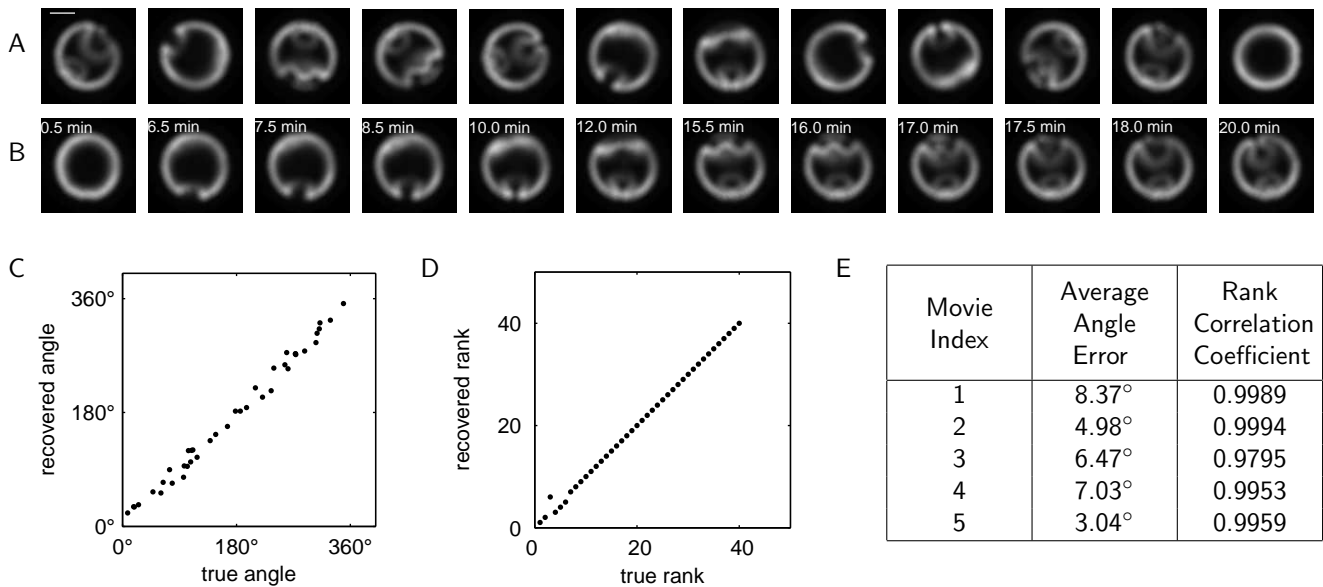 A
B
0.5 min 6.5 min 7.5 min 8.5 min 10.0 min 12.0 min 15.5 min 16.0 min 17.0 min 17.5 min 18.0 min 20.0 min
C
360°
180°
0°
recovered angle
0° 180° 360°
true angle
D
40
20
0
recovered rank
0 20 40
true rank
E
Movie Index Average Angle Error Rank Correlation Coefficient
1 8.37° 0.9989
2 4.98° 0.9994
3 6.47° 0.9795
4 7.03° 0.9953
5 3.04° 0.9959